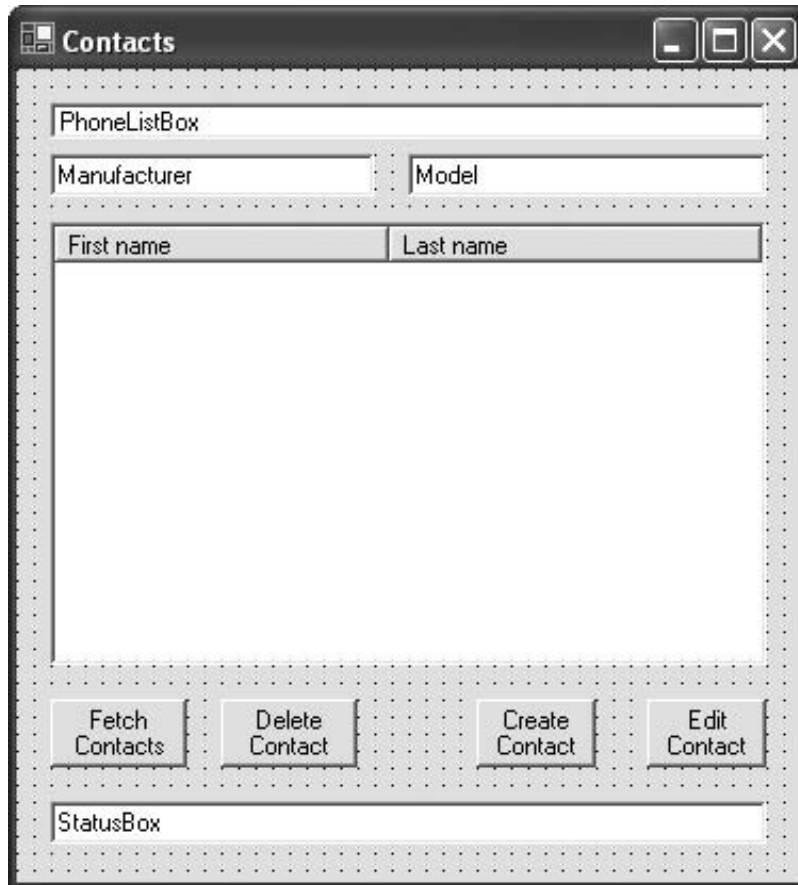 Contacts
PhoneListBox
Manufacturer
Model
First name
Last name
Fetch
Contacts
Delete
Contact
Create
Contact
Edit
Contact
StatusBox